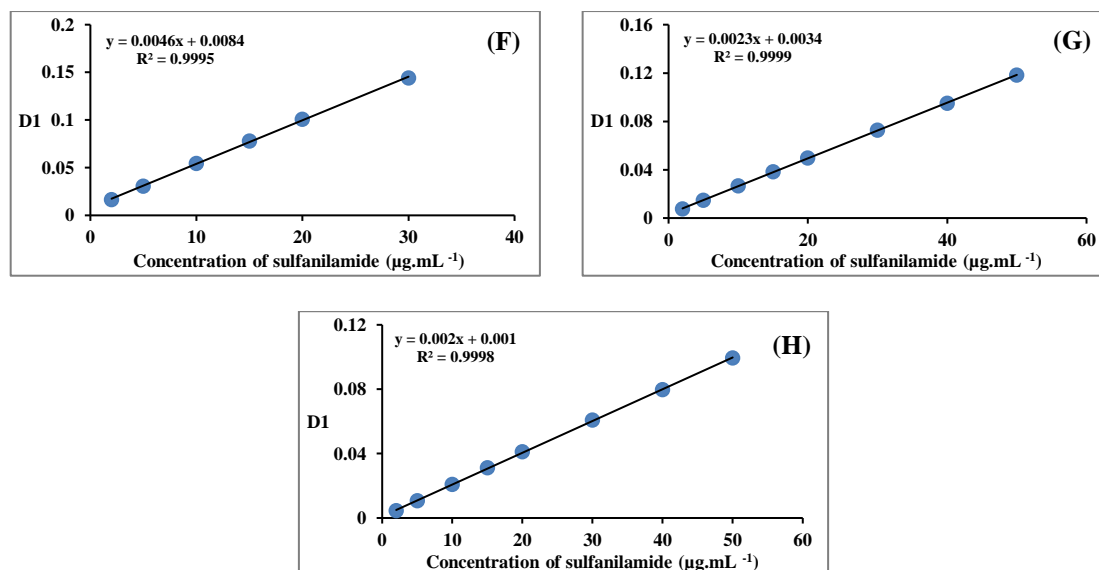 0.2
y = 0.0046x + 0.0084
R² = 0.9995
(F)
0.15
D1
0.1
0.05
0
0 10 20 30 40
Concentration of sulfanilamide (µg.mL ⁻¹)
0.16
y = 0.0023x + 0.0034
R² = 0.9999
(G)
0.12
D1
0.08
0.04
0
0 20 40 60
Concentration of sulfanilamide (µg.mL ⁻¹)
0.12
y = 0.002x + 0.001
R² = 0.9998
(H)
0.08
D1
0.04
0
0 10 20 30 40 50 60
Concentration of sulfanilamide (µg.mL ⁻¹)